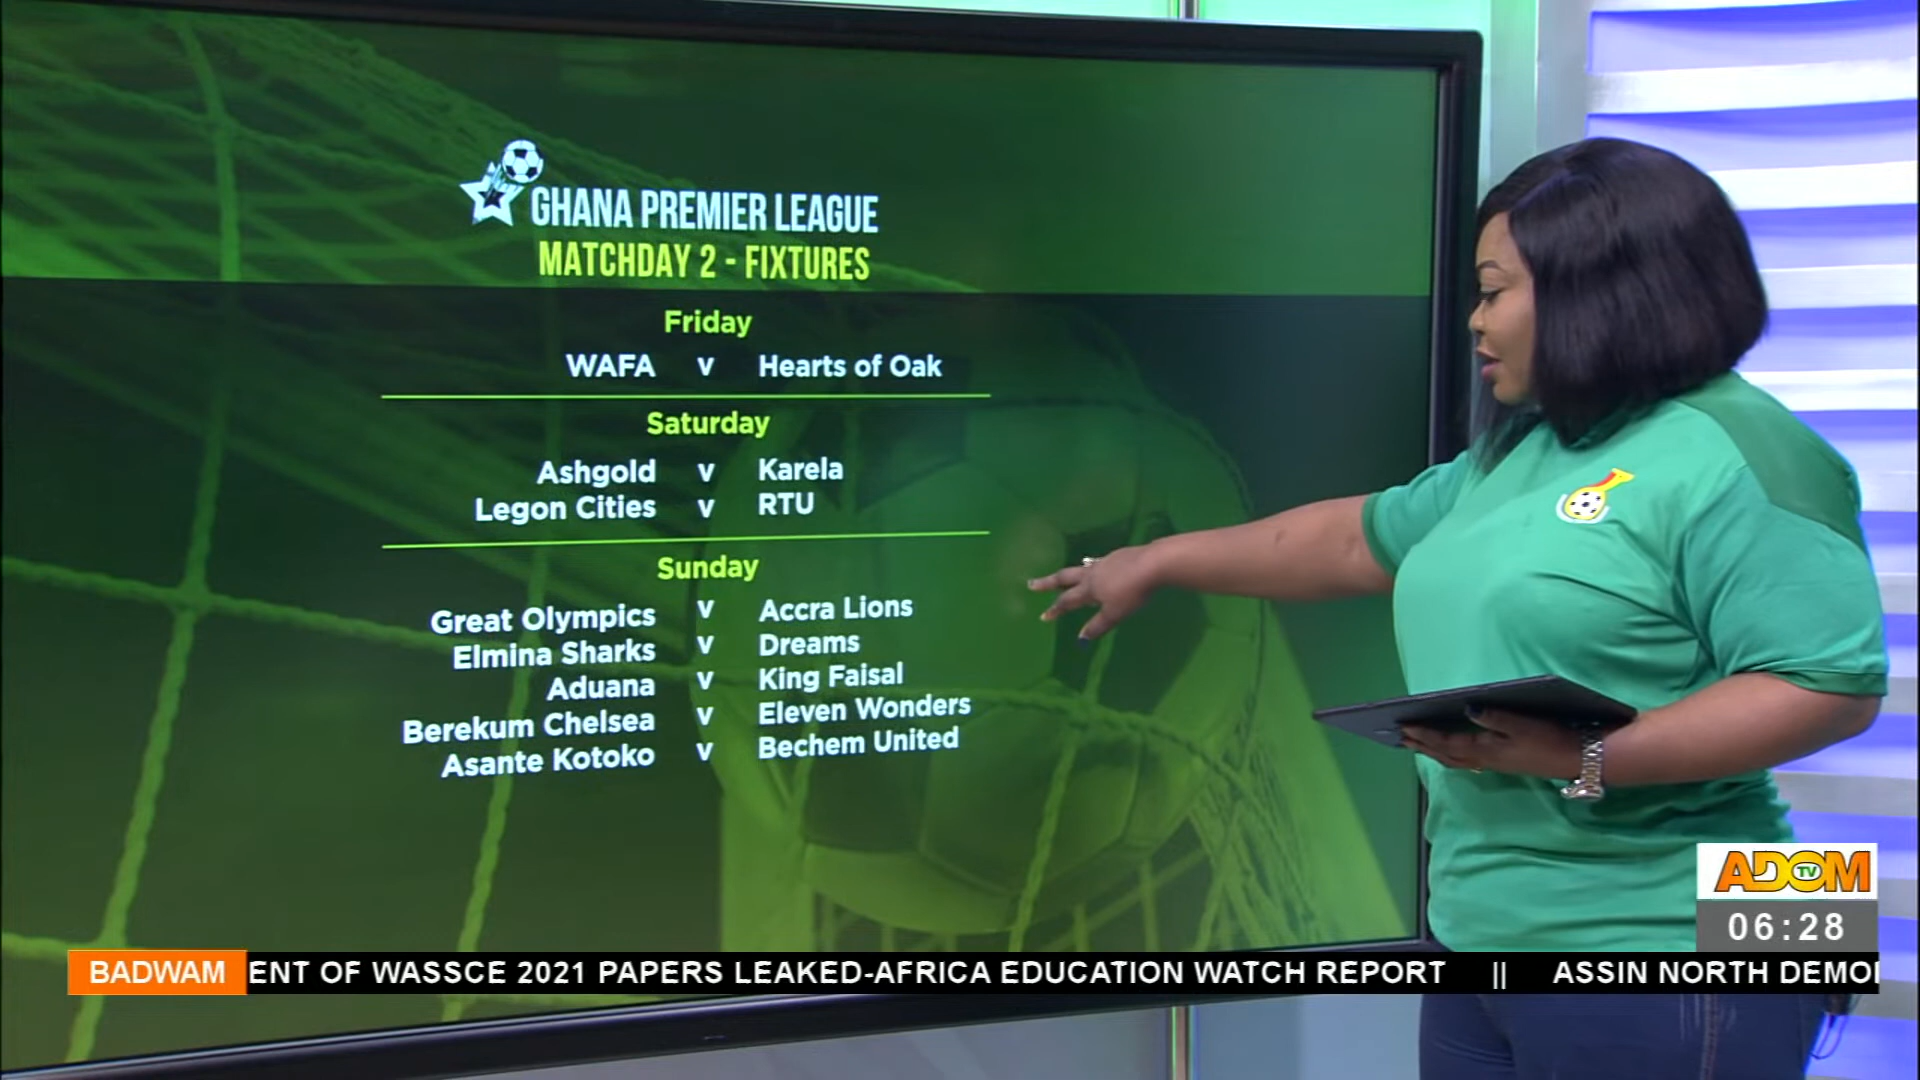 GHANA PREMIER LEAGUE
MATCHDAY 2 - FIXTURES
Friday
WAFA v Hearts of Oak
Saturday
Ashgold v Karela
Legon Cities v RTU
Sunday
Great Olympics v Accra Lions
Elmina Sharks v Dreams
Aduana v King Faisal
Berekum Chelsea v Eleven Wonders
Asante Kotoko v Bechem United
ADOM TV
06:28
BADWAM ENT OF WASSCE 2021 PAPERS LEAKED-AFRICA EDUCATION WATCH REPORT || ASSIN NORTH DEMO